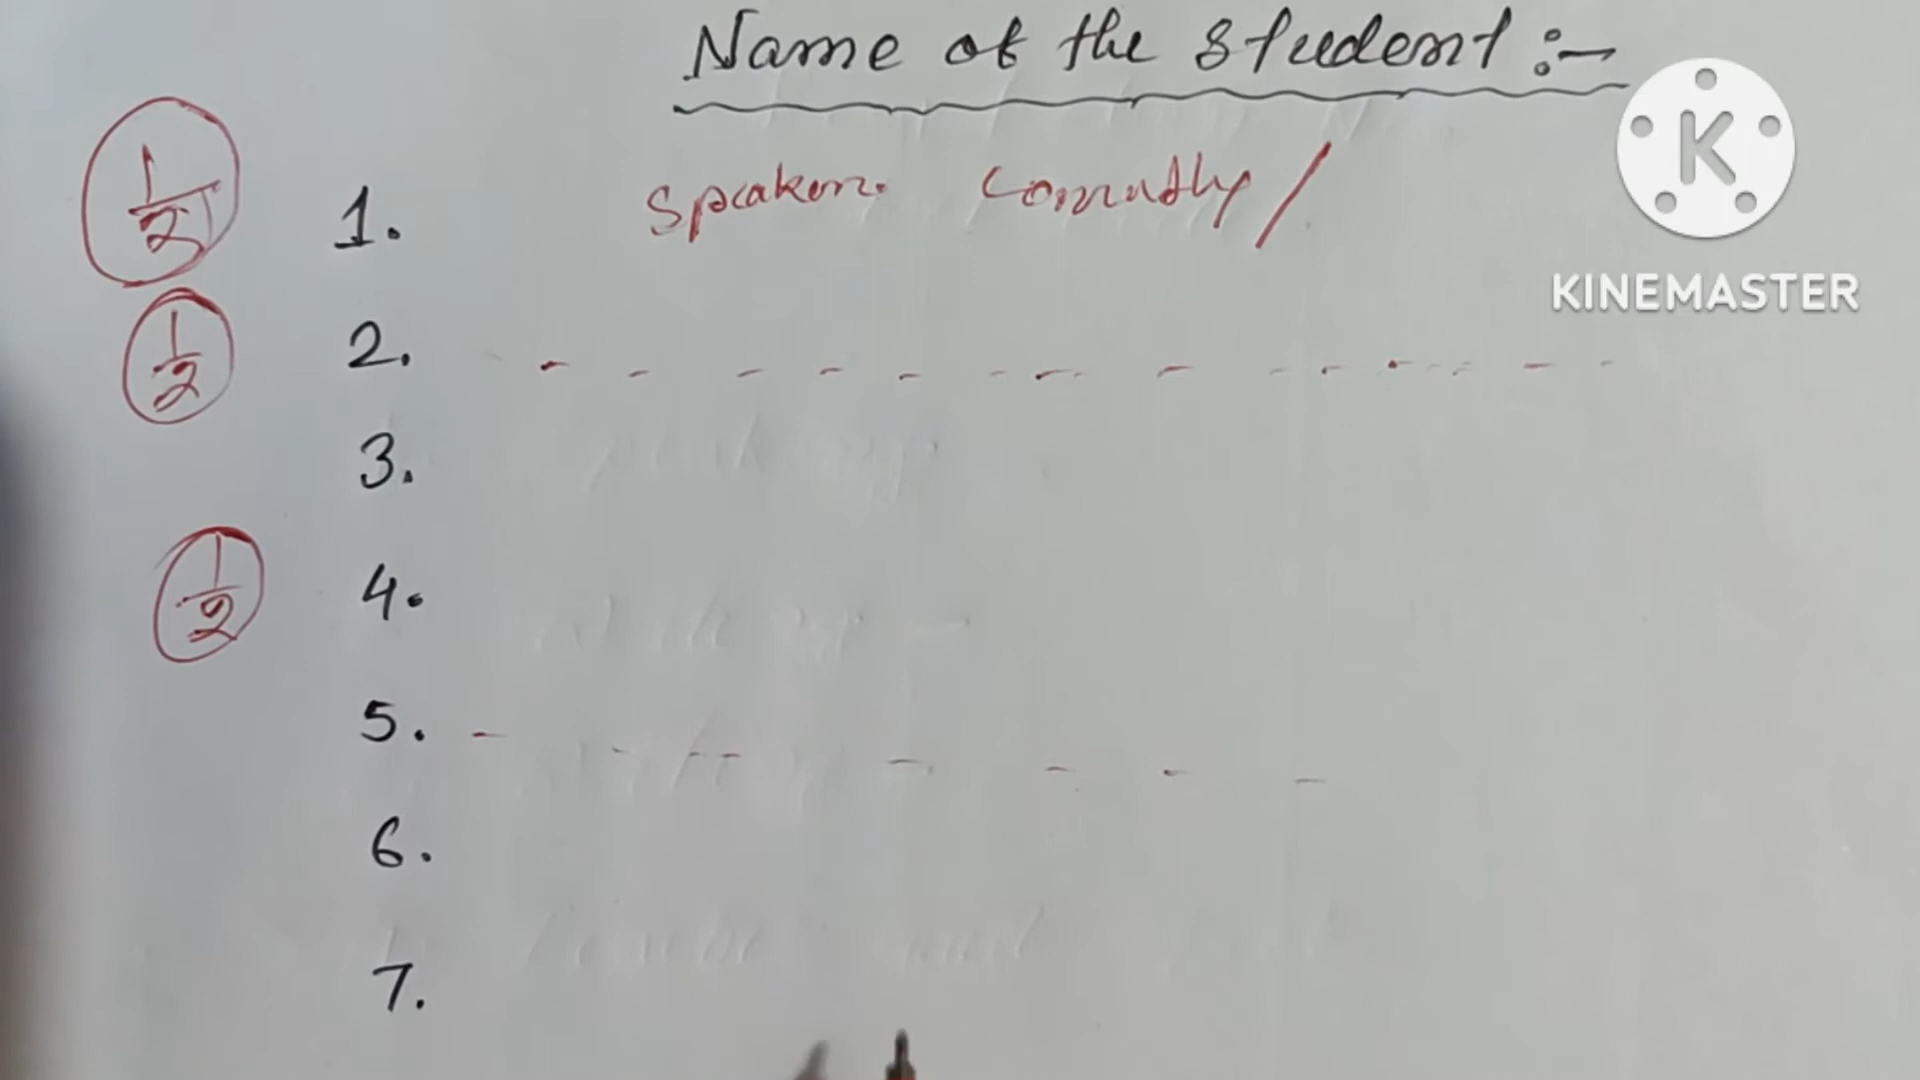 Name of the student :-
1/2 1. Speaker Correctly /
1/2 2.
3.
1/2 4.
5.
6.
7.
K
KINEMASTER